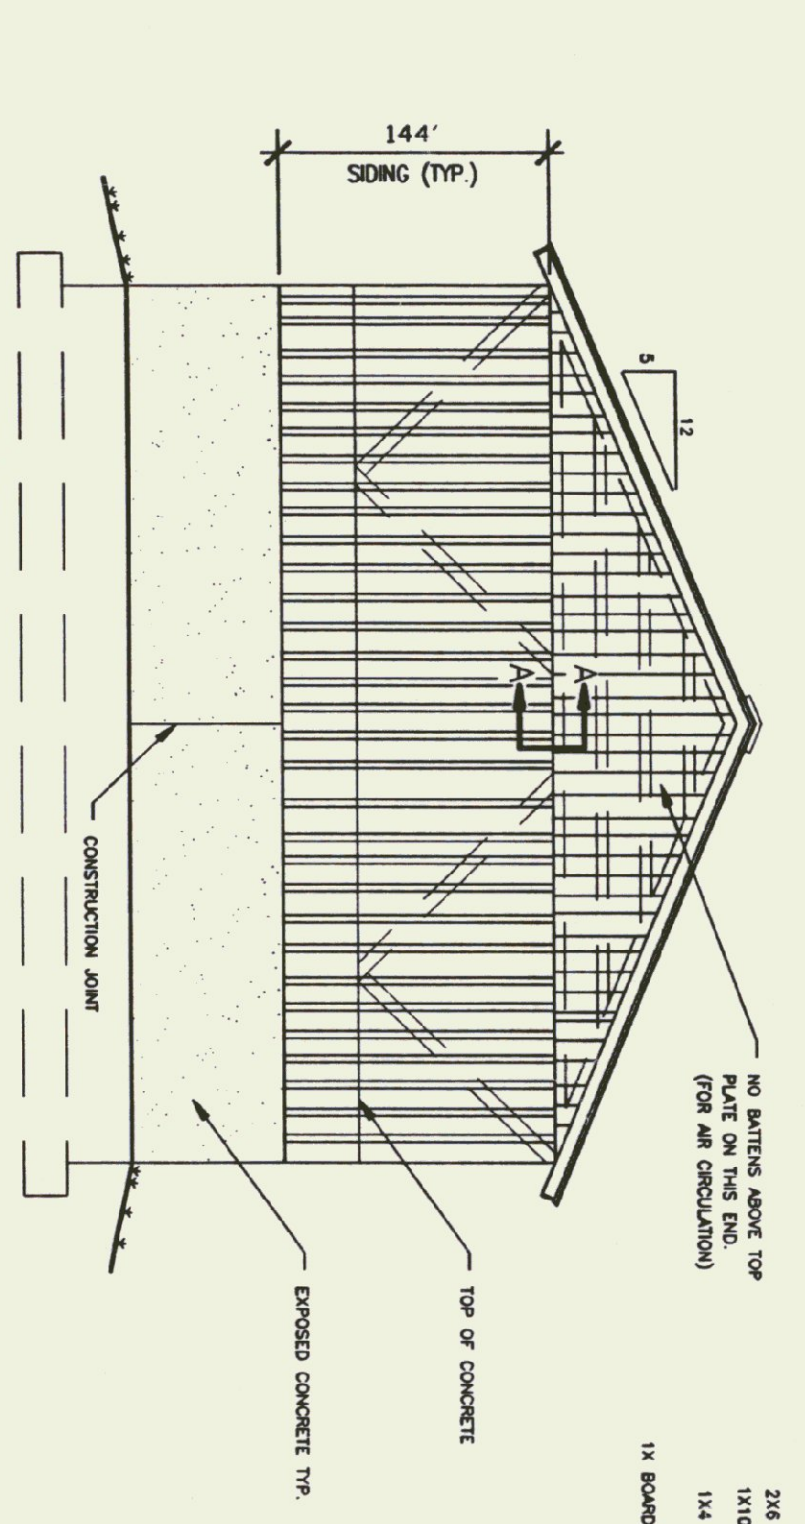 144'
SIDING (TYP.)
5
12
A
A
NO BATTENS ABOVE TOP
PLATE ON THIS END.
(FOR AIR CIRCULATION)
CONSTRUCTION JOINT
TOP OF CONCRETE
EXPOSED CONCRETE TYP.
2X6
1X10
1X4
1X BOARD